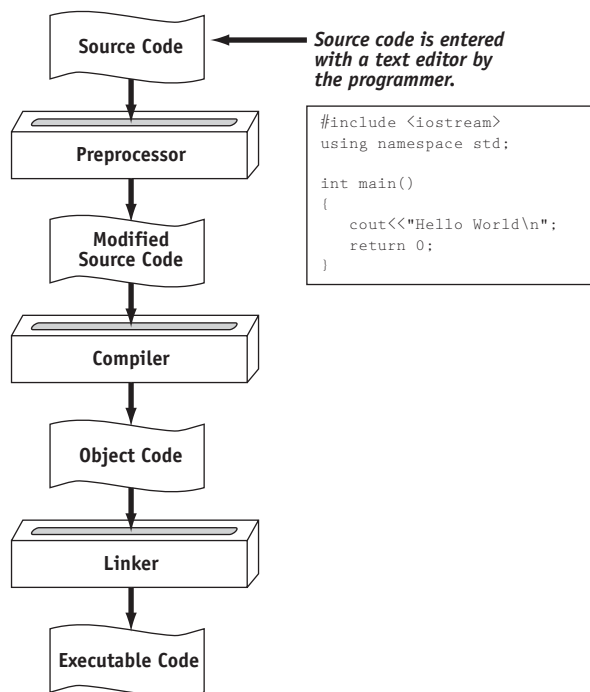 Source Code
Source code is entered
with a text editor by
the programmer.
#include <iostream>
using namespace std;
int main()
{
cout<<"Hello World\n";
return 0;
}
Preprocessor
Modified
Source Code
Compiler
Object Code
Linker
Executable Code